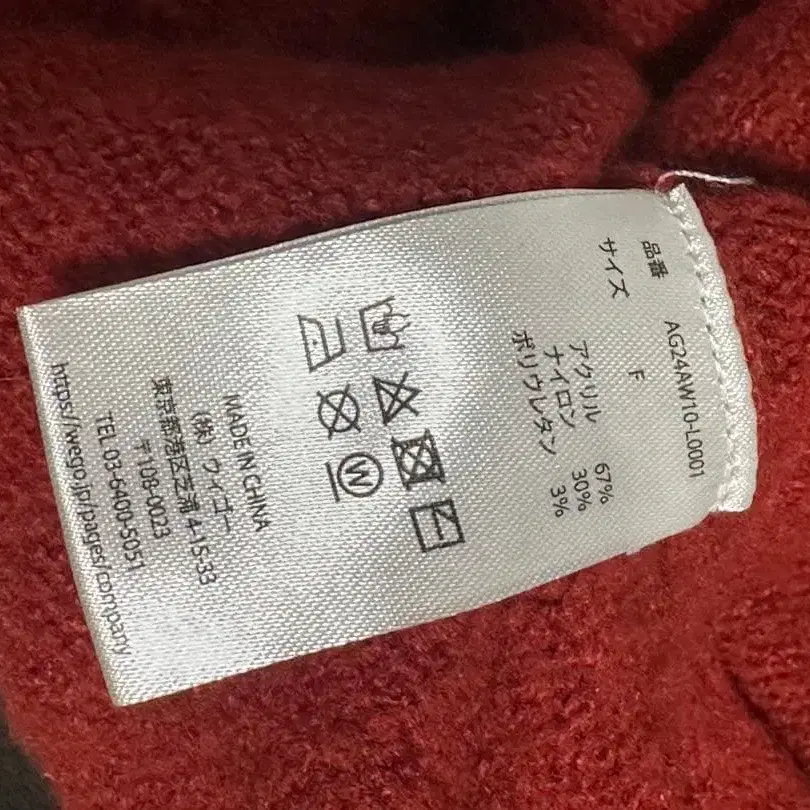 品番 AG24AW10-L0001
サイズ F
アクリル 67%
ナイロン 30%
ポリウレタン 3%
W
MADE IN CHINA
(株) ウィゴー
東京都港区芝浦 4-15-33
〒108-0023
TEL.03-6400-5051
https://wego.jp/pages/company